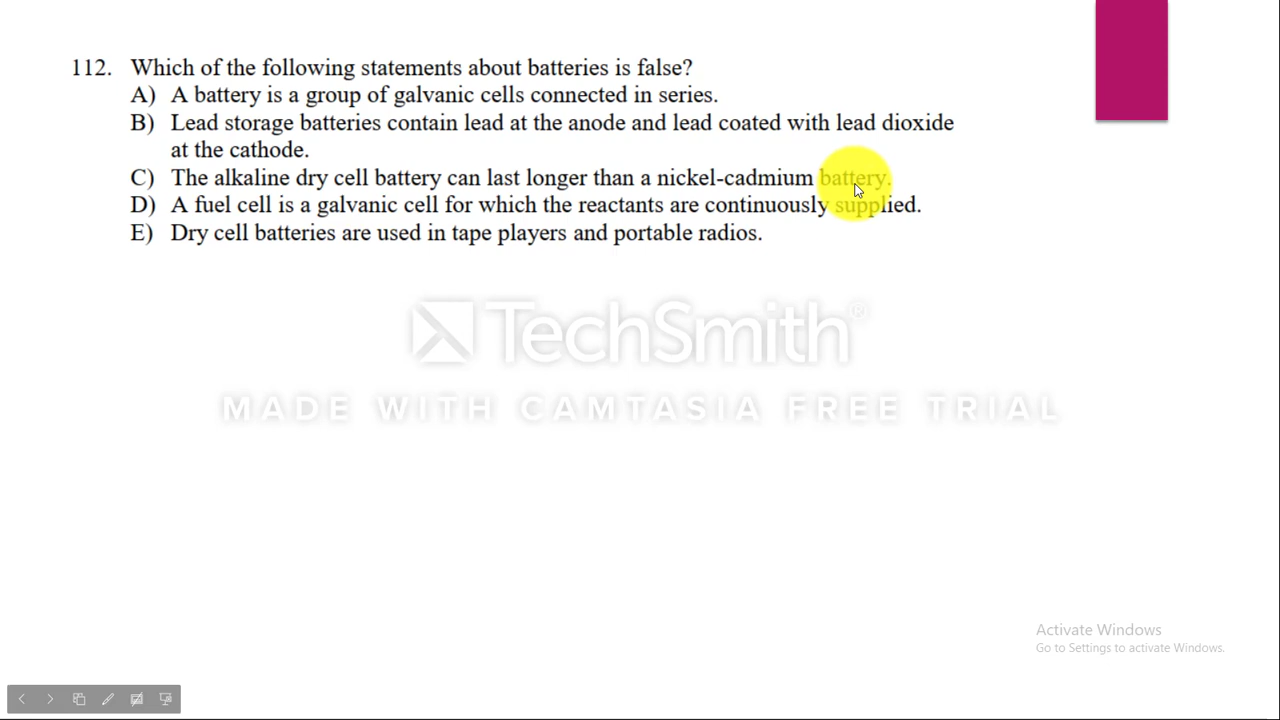 112. Which of the following statements about batteries is false?
A) A battery is a group of galvanic cells connected in series.
B) Lead storage batteries contain lead at the anode and lead coated with lead dioxide
at the cathode.
C) The alkaline dry cell battery can last longer than a nickel-cadmium battery.
D) A fuel cell is a galvanic cell for which the reactants are continuously supplied.
E) Dry cell batteries are used in tape players and portable radios.
TechSmith®
MADE WITH CAMTASIA FREE TRIAL
Activate Windows
Go to Settings to activate Windows.